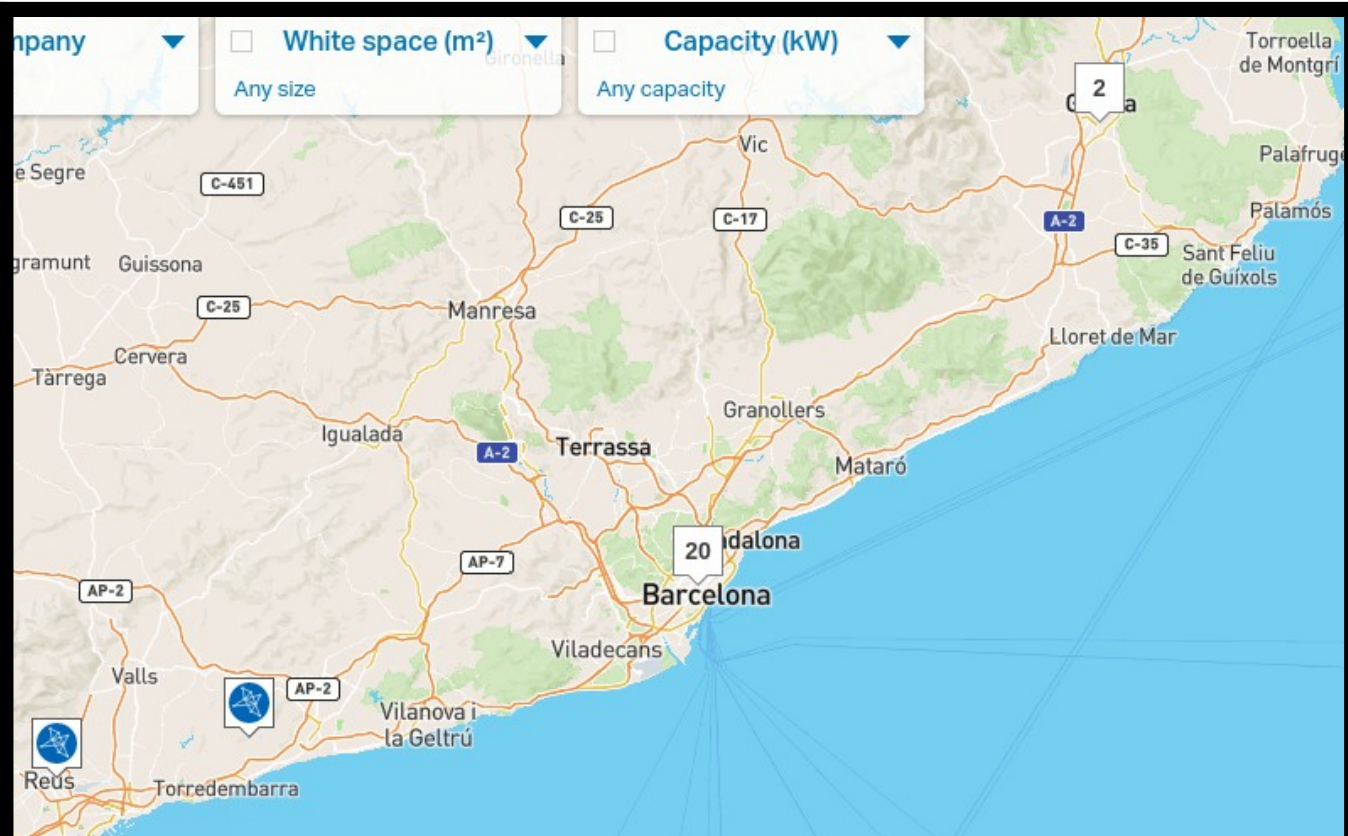 mpany
White space (m²)
Capacity (kW)
Any size
Any capacity
Gironella
Torroella
de Montgrí
2
Vic
Palafruge
e Segre
C-451
C-25
C-17
A-2
Palamós
C-35
Sant Feliu
de Guíxols
gramunt
Guissona
C-25
Manresa
Lloret de Mar
Cervera
Tàrrega
Granollers
Igualada
A-2
Terrassa
Mataró
20
dalona
AP-7
AP-2
Barcelona
Viladecans
Valls
AP-2
Vilanova i
la Geltrú
Reus
Torredembarra